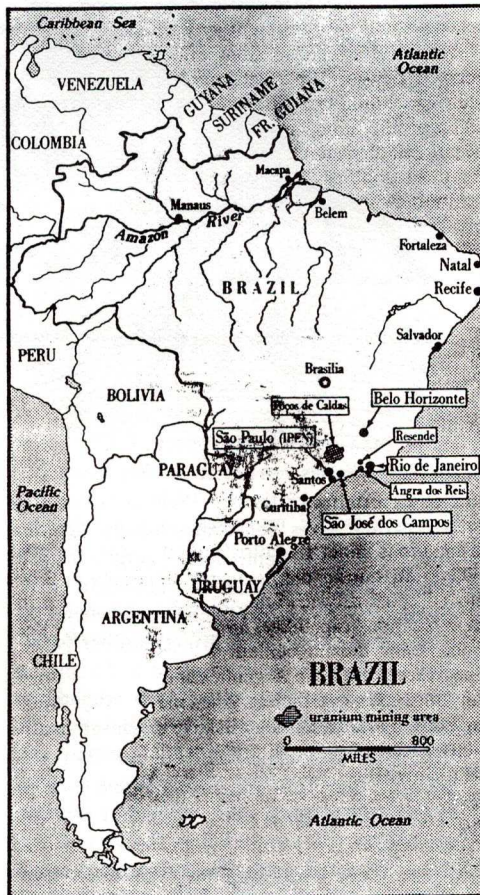 Caribbean Sea
Atlantic
Ocean
VENEZUELA
GUYANA
SURINAME
FR. GUIANA
COLOMBIA
Macapa
Manaus
Belem
Amazon
River
Fortaleza
BRAZIL
Natal
Recife
PERU
Salvador
Brasilia
BOLIVIA
Poços de Caldas
Belo Horizonte
São Paulo (IPEN)
Resende
PARAGUAY
Rio de Janeiro
Santos
Angra dos Reis
Pacific
Ocean
Curitiba
São José dos Campos
Porto Alegre
URUGUAY
ARGENTINA
CHILE
BRAZIL
uranium mining area
0 800
MILES
Atlantic Ocean